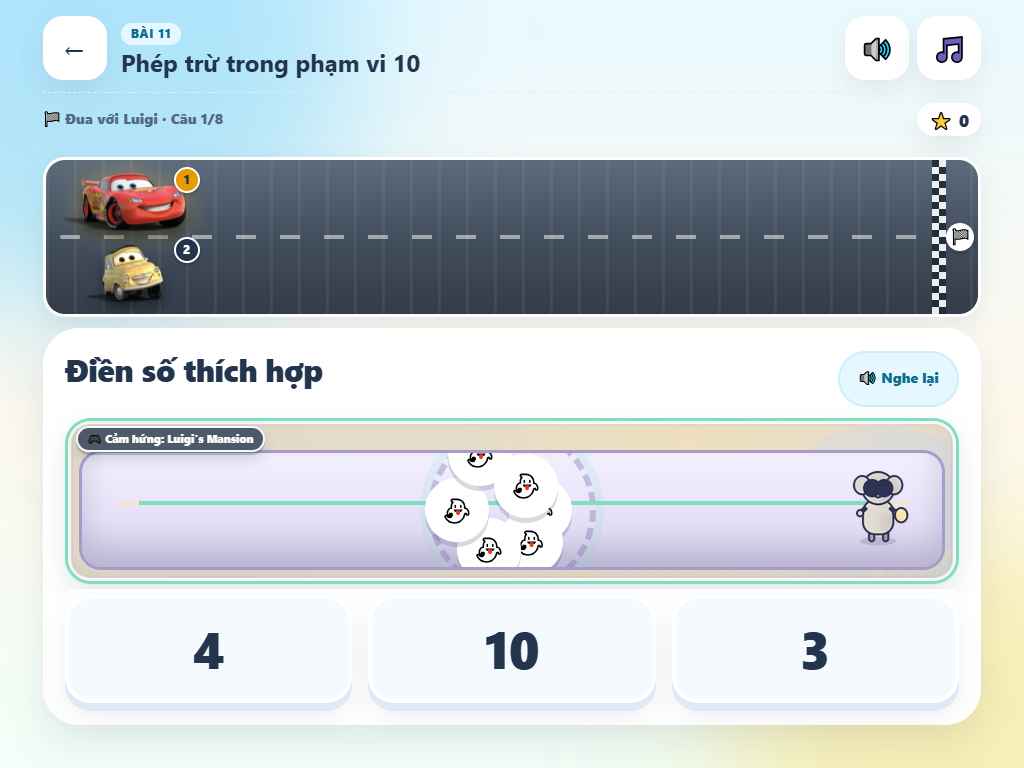 ←
BÀI 11
Phép trừ trong phạm vi 10
Đua với Luigi · Câu 1/8
0
1
2
Điền số thích hợp
Nghe lại
Cảm hứng: Luigi's Mansion
4
10
3